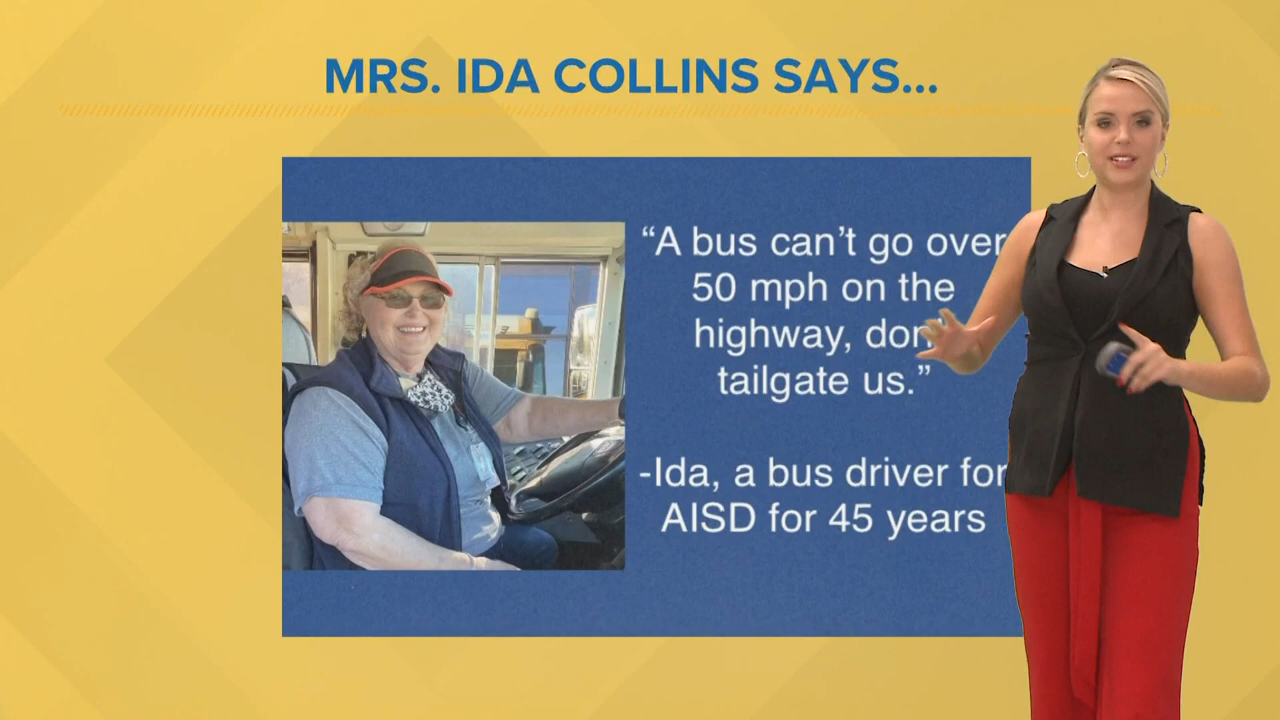 MRS. IDA COLLINS SAYS...
“A bus can’t go over
50 mph on the
highway, don't
tailgate us.”
-Ida, a bus driver for
AISD for 45 years